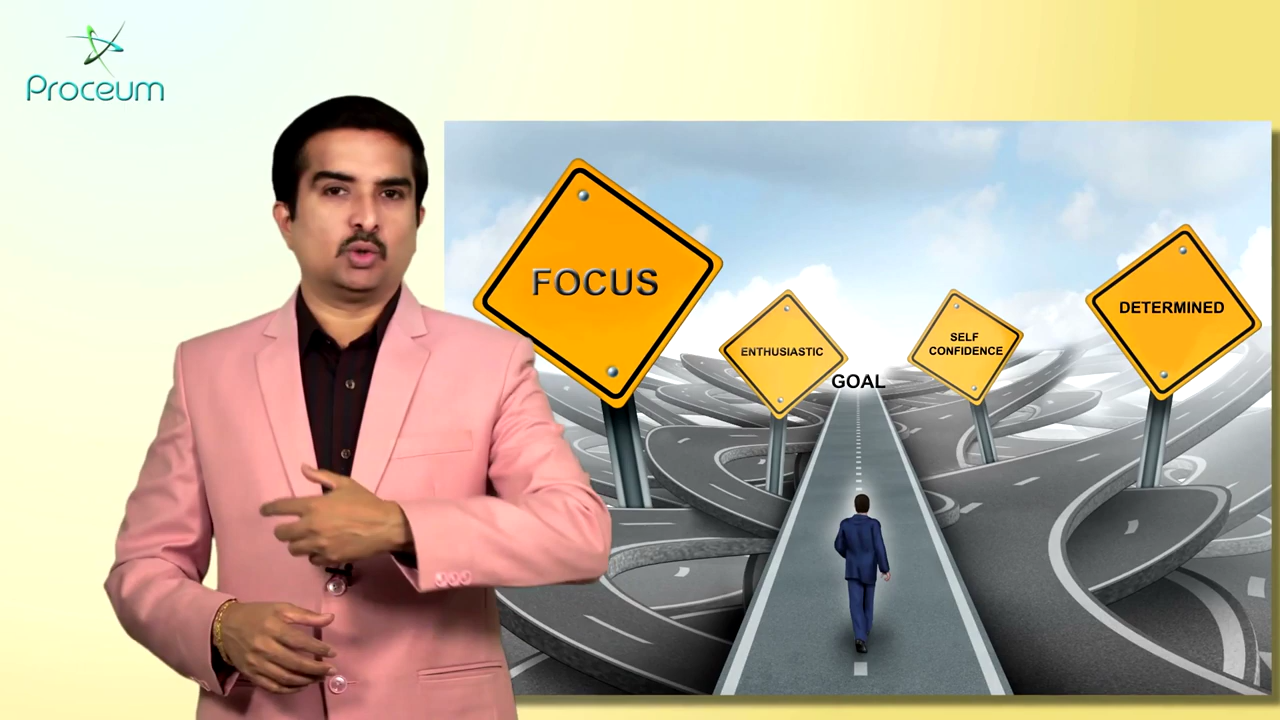 Proceum
FOCUS
ENTHUSIASTIC
SELF
CONFIDENCE
DETERMINED
GOAL